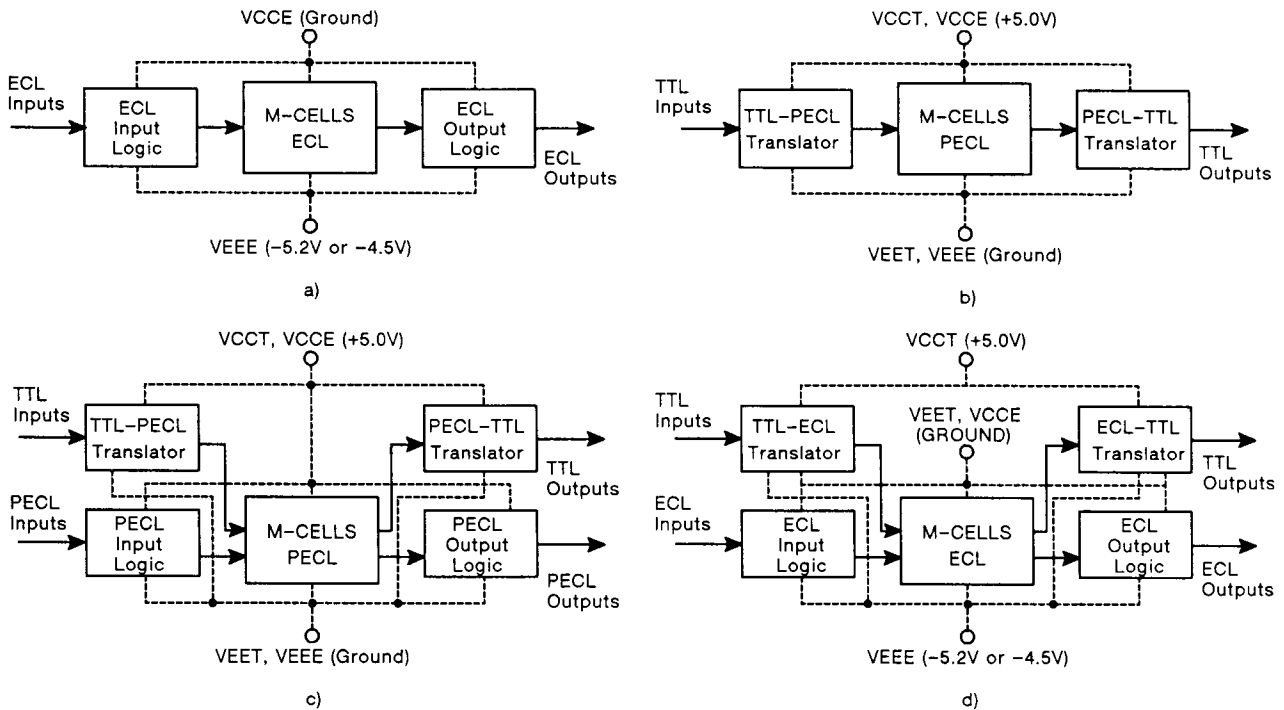 VCCE (Ground)
ECL
Inputs
ECL
Input
Logic
M-CELLS
ECL
ECL
Output
Logic
ECL
Outputs
VEEE (-5.2V or -4.5V)
a)
VCCT, VCCE (+5.0V)
TTL
Inputs
TTL-PECL
Translator
M-CELLS
PECL
PECL-TTL
Translator
TTL
Outputs
VEET, VEEE (Ground)
b)
VCCT, VCCE (+5.0V)
TTL
Inputs
TTL-PECL
Translator
PECL-TTL
Translator
TTL
Outputs
PECL
Inputs
PECL
Input
Logic
M-CELLS
PECL
PECL
Output
Logic
PECL
Outputs
VEET, VEEE (Ground)
c)
VCCT (+5.0V)
TTL
Inputs
TTL-ECL
Translator
VEET, VCCE
(GROUND)
ECL-TTL
Translator
TTL
Outputs
ECL
Inputs
ECL
Input
Logic
M-CELLS
ECL
ECL
Output
Logic
ECL
Outputs
VEEE (-5.2V or -4.5V)
d)